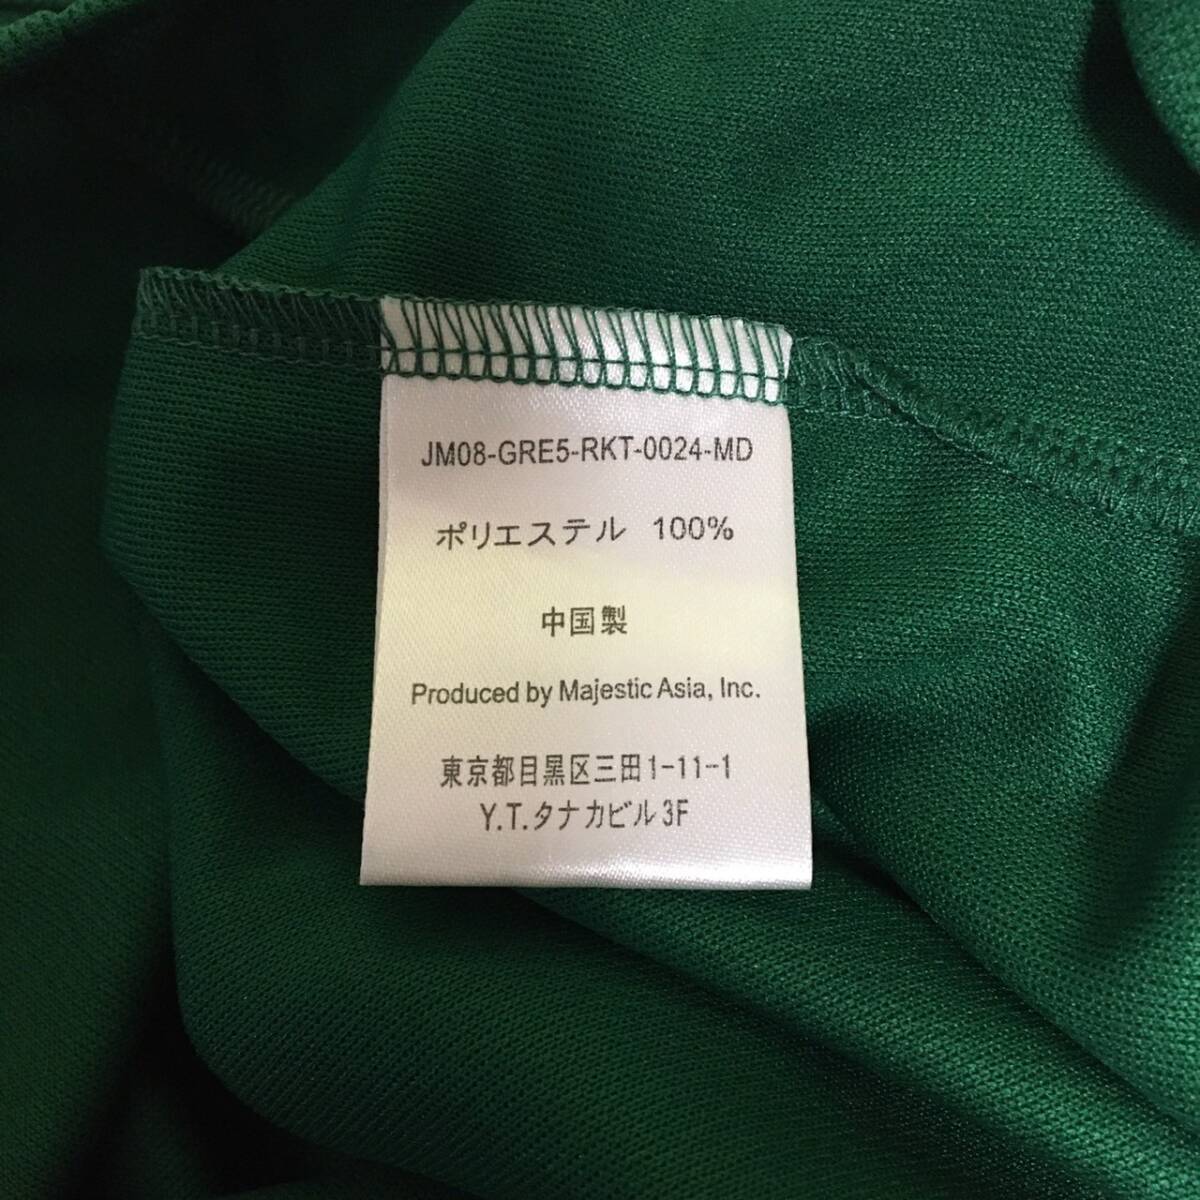 JM08-GRE5-RKT-0024-MD
ポリエステル 100%
中国製
Produced by Majestic Asia, Inc.
東京都目黒区三田1-11-1
Y.T.タナカビル3F